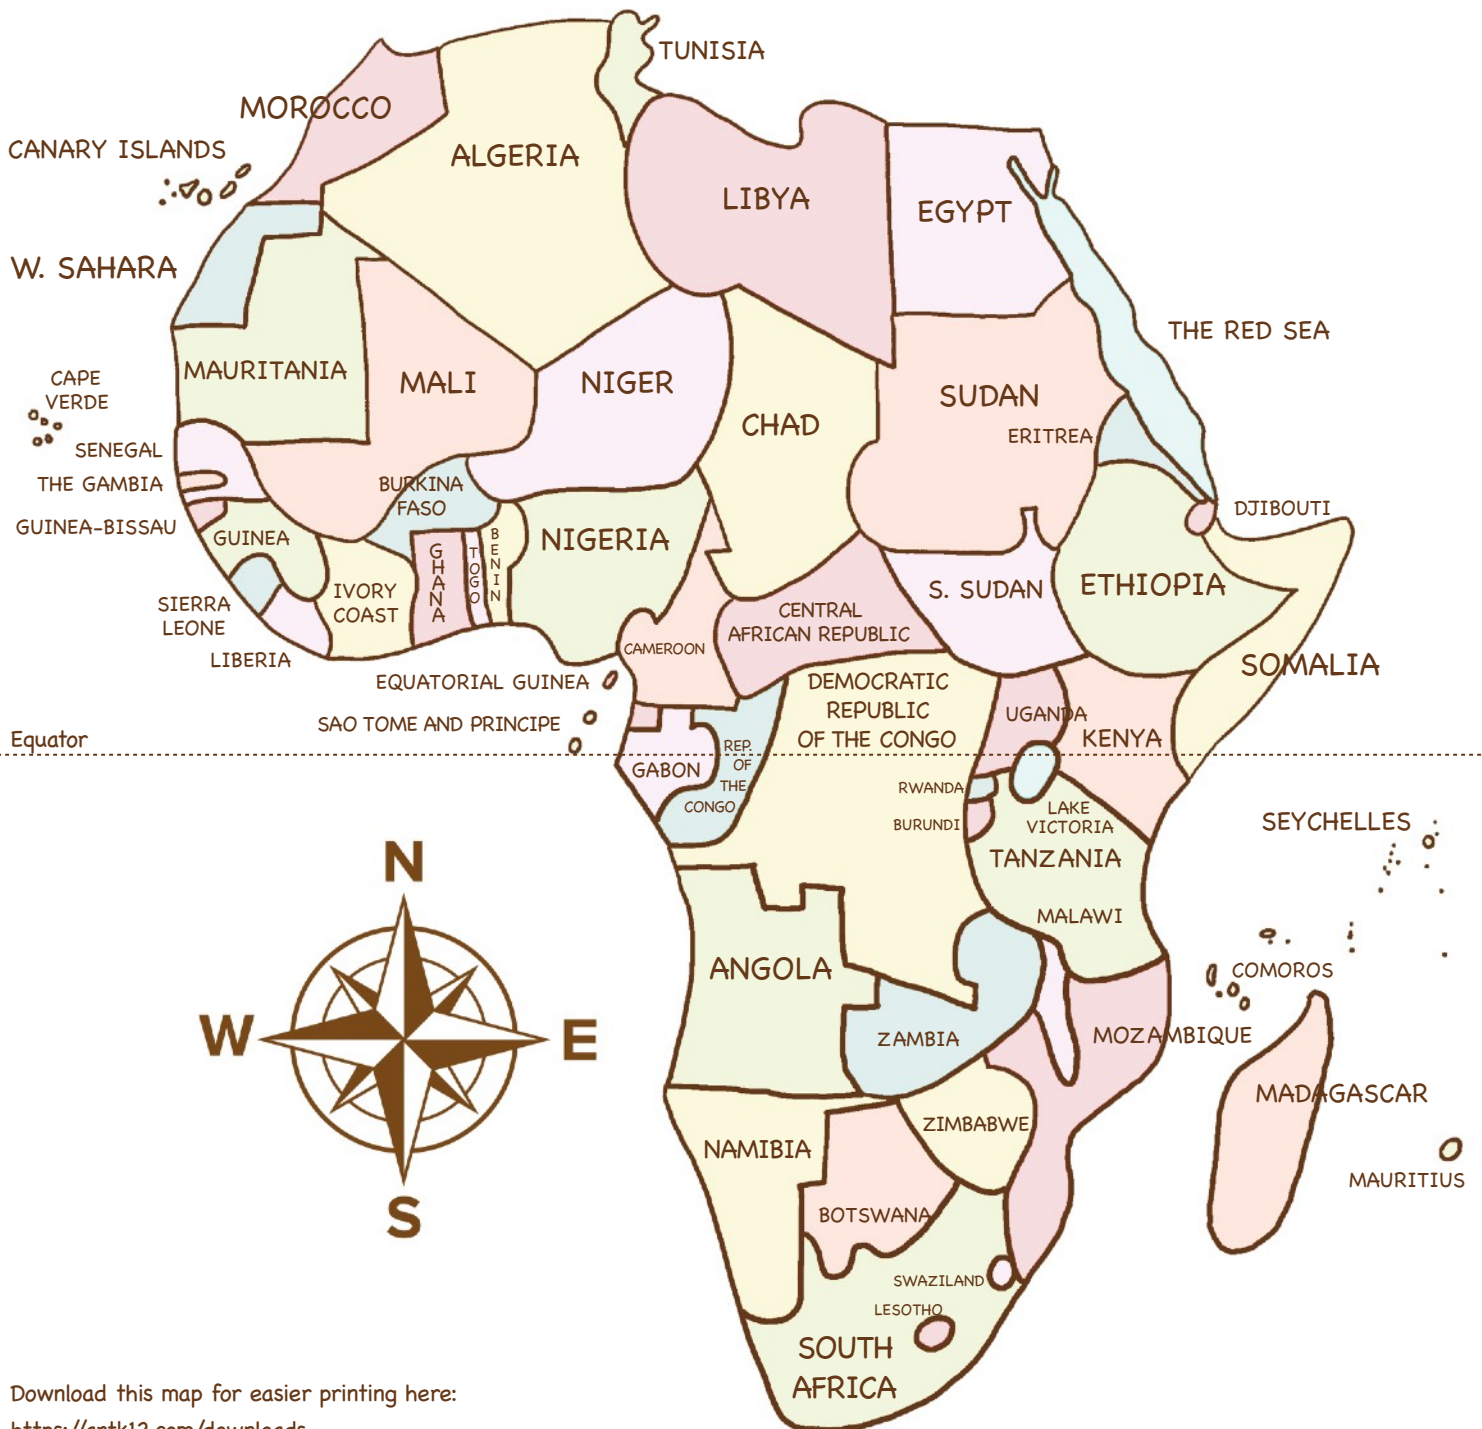 TUNISIA
MOROCCO
CANARY ISLANDS
ALGERIA
LIBYA
EGYPT
W. SAHARA
THE RED SEA
MAURITANIA
MALI
NIGER
CHAD
SUDAN
CAPE
VERDE
ERITREA
SENEGAL
THE GAMBIA
BURKINA
FASO
GUINEA-BISSAU
DJIBOUTI
GUINEA
GHANA
TOGO
BENIN
NIGERIA
IVORY
COAST
S. SUDAN
ETHIOPIA
SIERRA
LEONE
CENTRAL
AFRICAN REPUBLIC
LIBERIA
CAMEROON
SOMALIA
EQUATORIAL GUINEA
DEMOCRATIC
REPUBLIC
OF THE CONGO
SAO TOME AND PRINCIPE
UGANDA
KENYA
Equator
GABON
REP.
OF
THE
CONGO
RWANDA
BURUNDI
LAKE
VICTORIA
SEYCHELLES
TANZANIA
N
MALAWI
ANGOLA
COMOROS
W
E
ZAMBIA
MOZAMBIQUE
MADAGASCAR
ZIMBABWE
NAMIBIA
MAURITIUS
S
BOTSWANA
SWAZILAND
LESOTHO
SOUTH
AFRICA
Download this map for easier printing here: